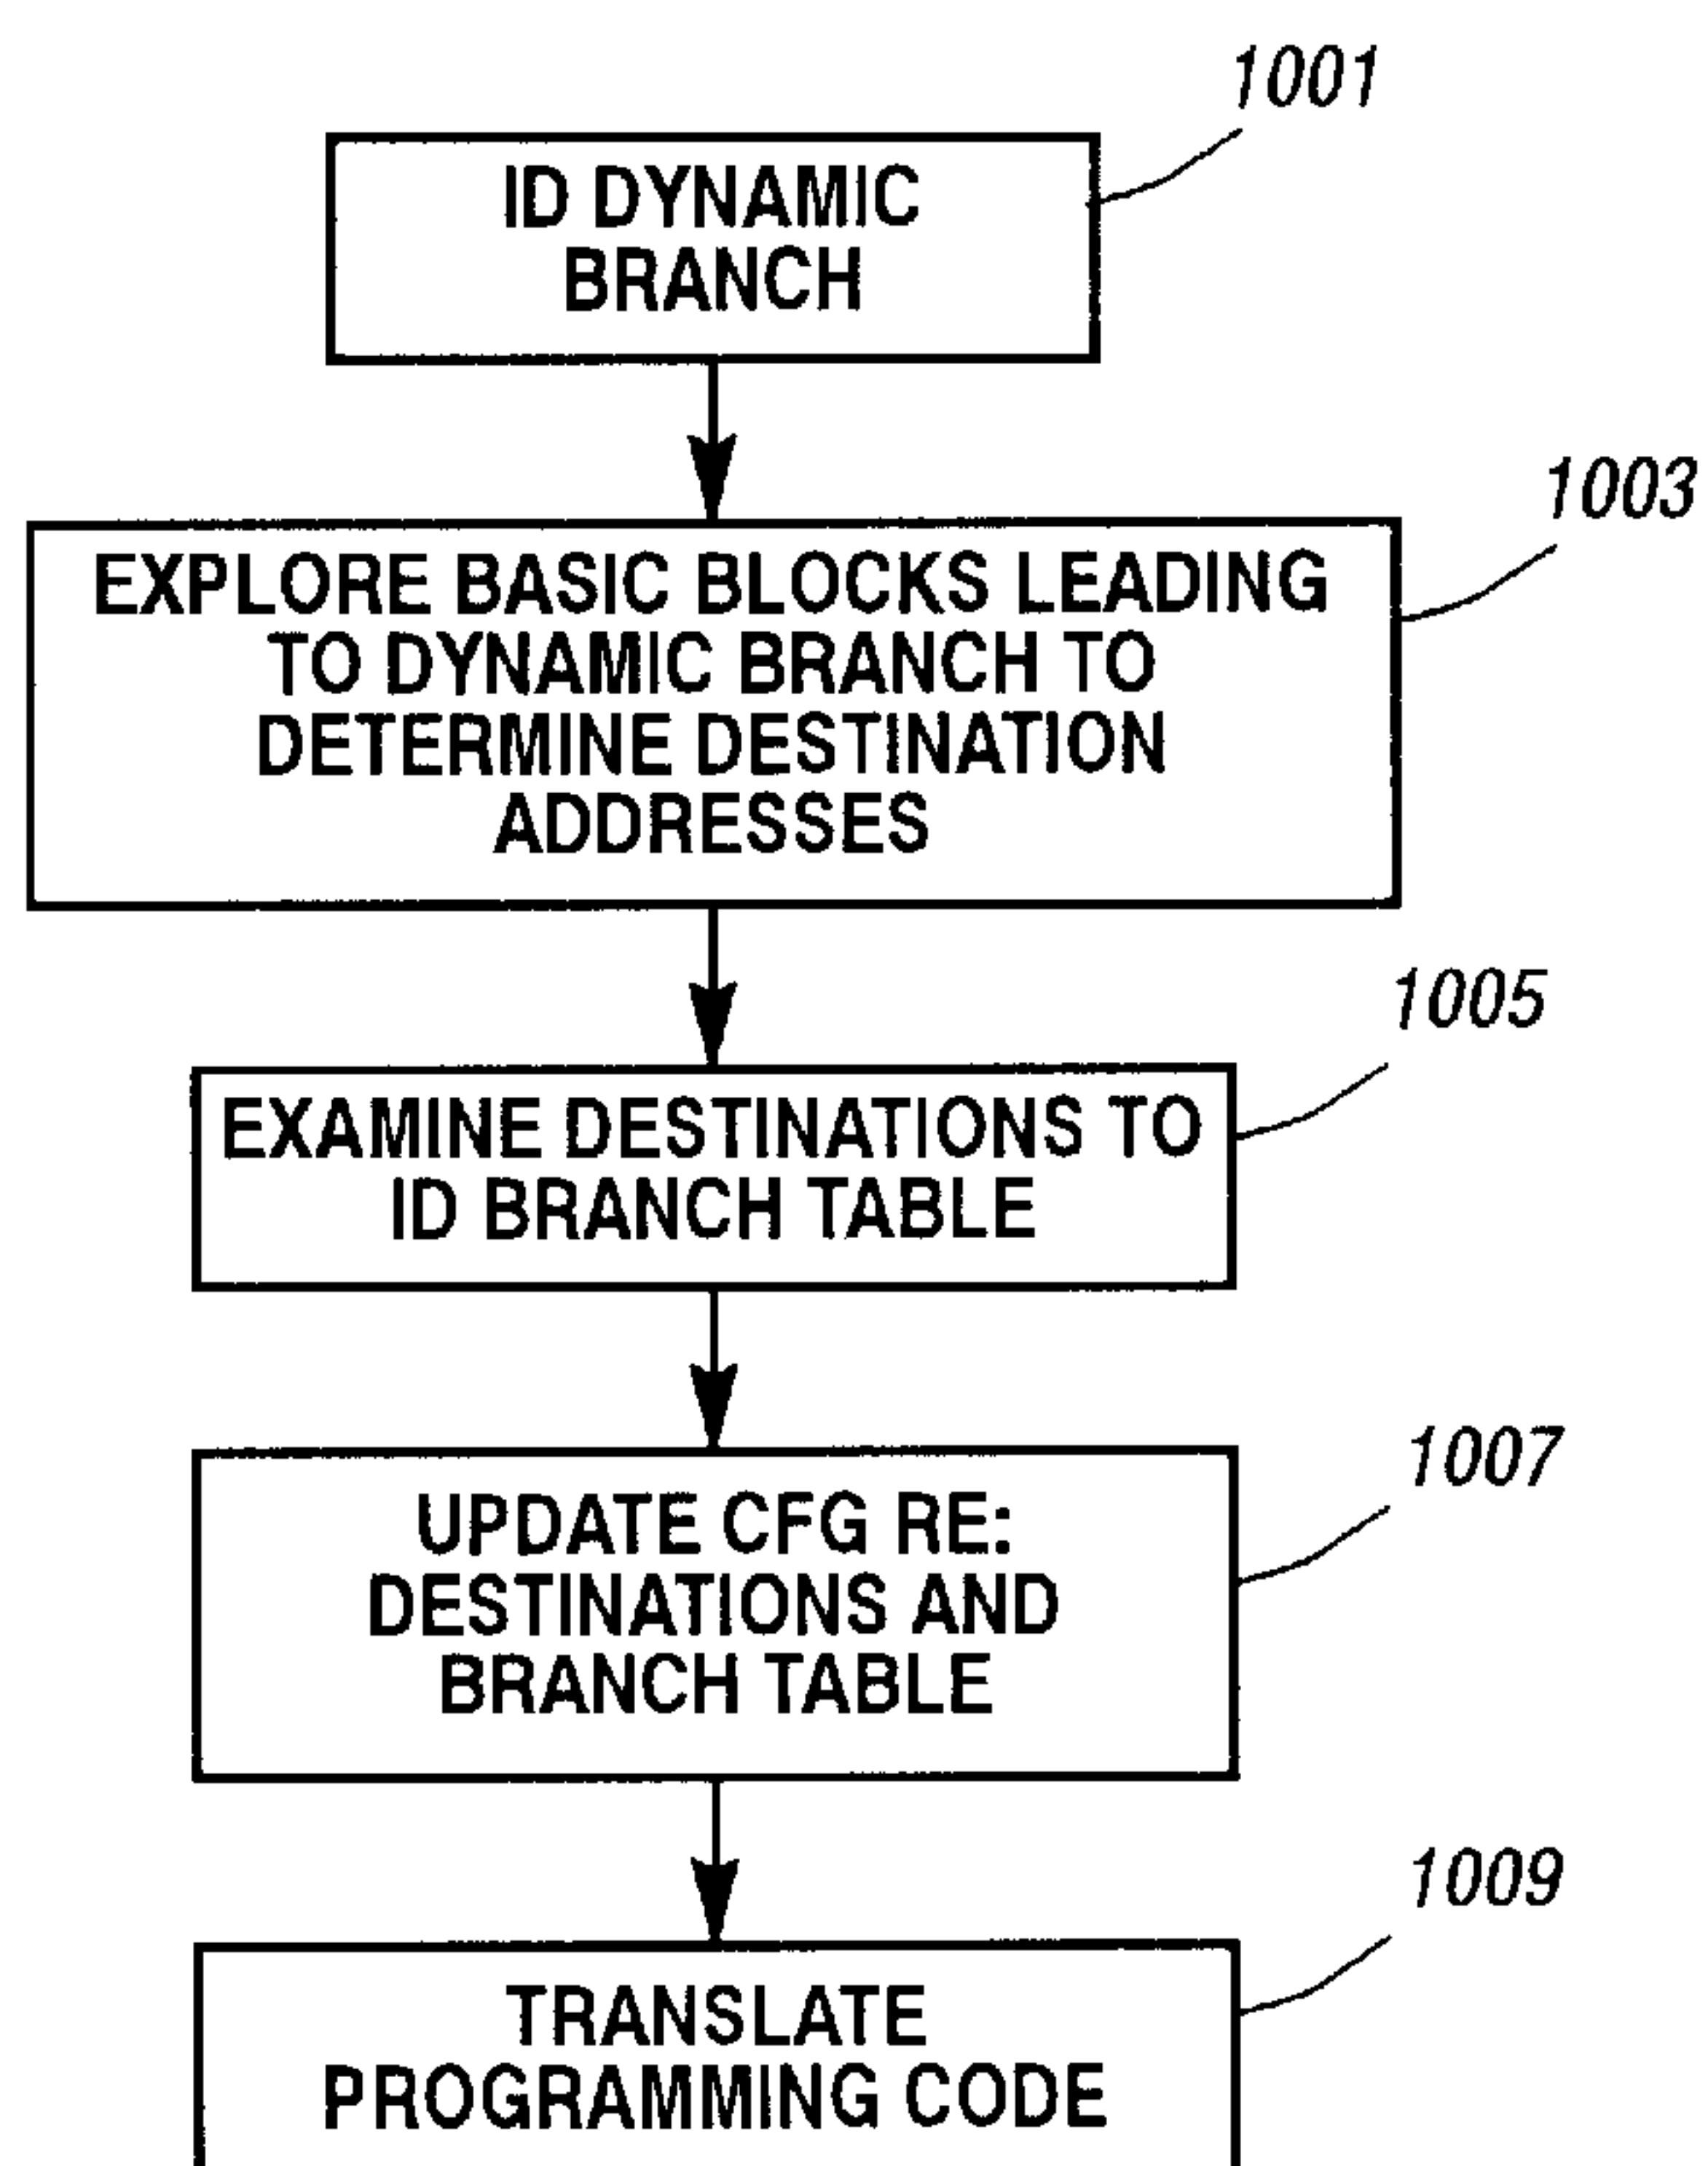 1001
ID DYNAMIC
BRANCH
1003
EXPLORE BASIC BLOCKS LEADING
TO DYNAMIC BRANCH TO
DETERMINE DESTINATION
ADDRESSES
1005
EXAMINE DESTINATIONS TO
ID BRANCH TABLE
1007
UPDATE CFG RE:
DESTINATIONS AND
BRANCH TABLE
1009
TRANSLATE
PROGRAMMING CODE